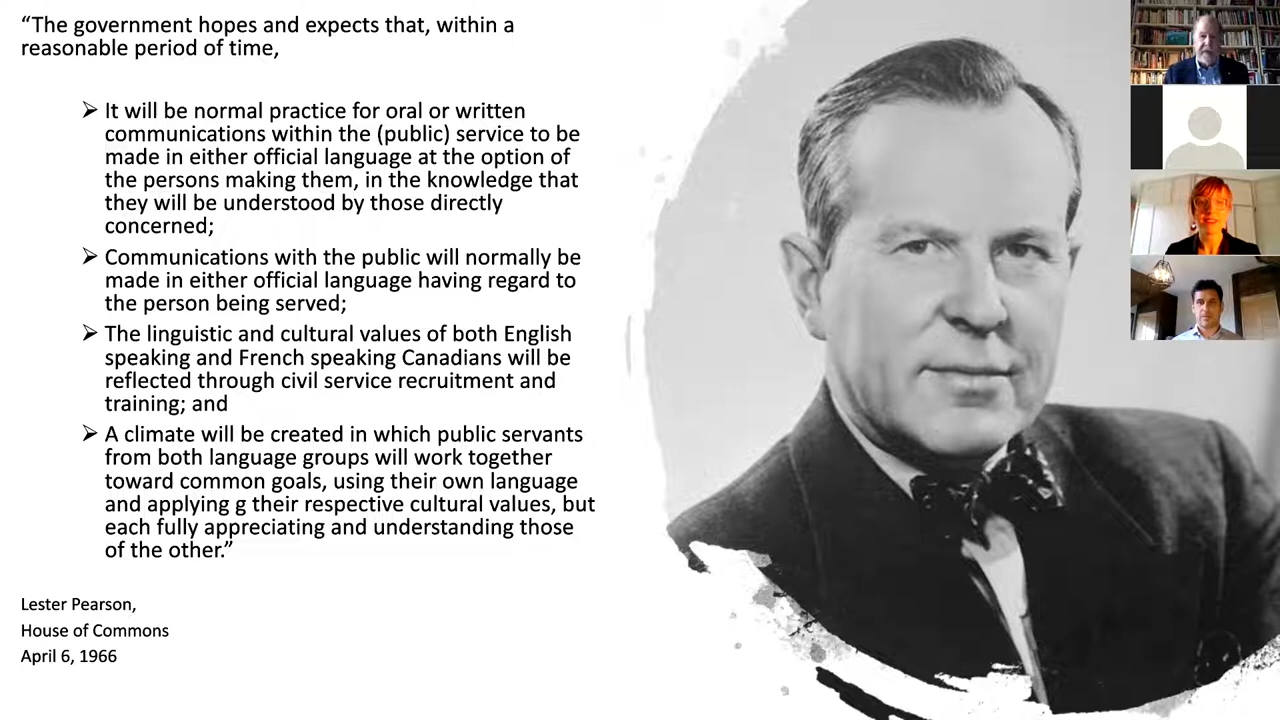 “The government hopes and expects that, within a
reasonable period of time,
➢ It will be normal practice for oral or written
communications within the (public) service to be
made in either official language at the option of
the persons making them, in the knowledge that
they will be understood by those directly
concerned;
➢ Communications with the public will normally be
made in either official language having regard to
the person being served;
➢ The linguistic and cultural values of both English
speaking and French speaking Canadians will be
reflected through civil service recruitment and
training; and
➢ A climate will be created in which public servants
from both language groups will work together
toward common goals, using their own language
and applying g their respective cultural values, but
each fully appreciating and understanding those
of the other.”
Lester Pearson,
House of Commons
April 6, 1966